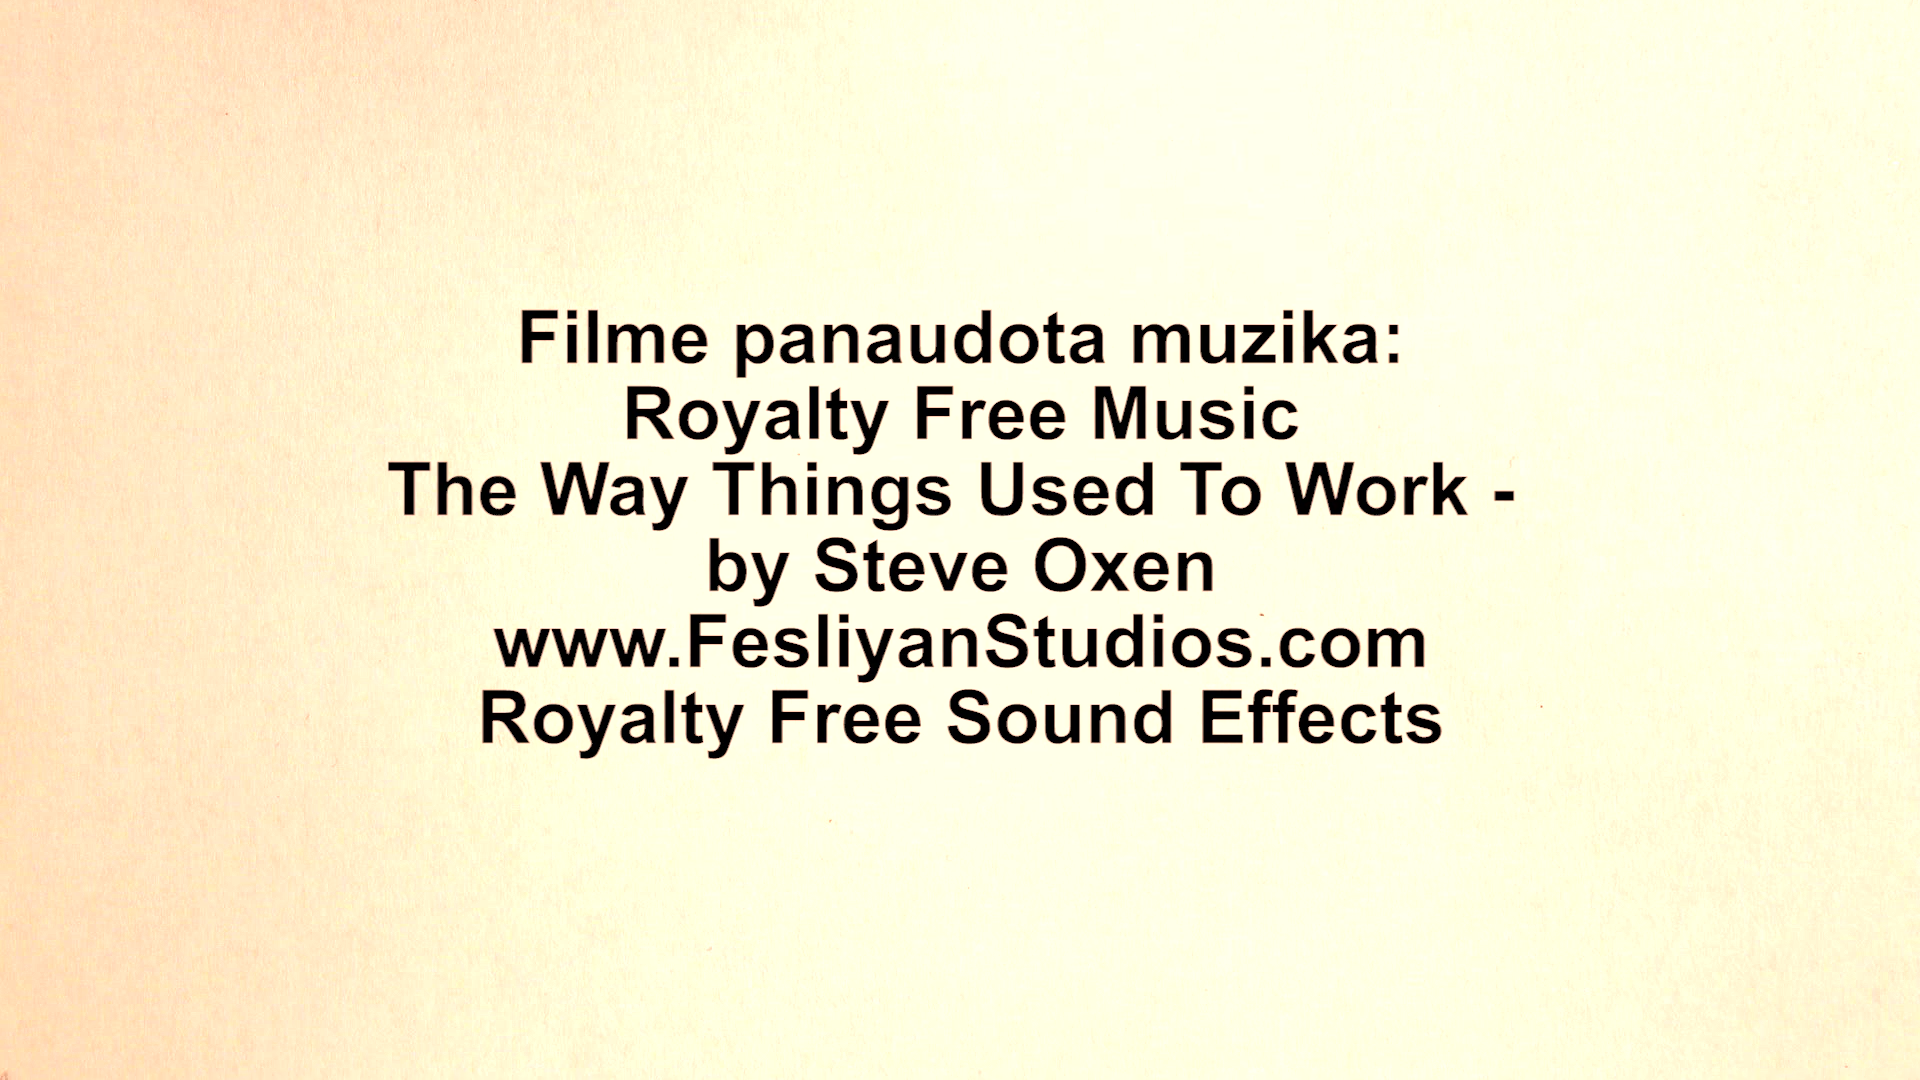 Filme panaudota muzika:
Royalty Free Music
The Way Things Used To Work -
by Steve Oxen
www.FesliyanStudios.com
Royalty Free Sound Effects